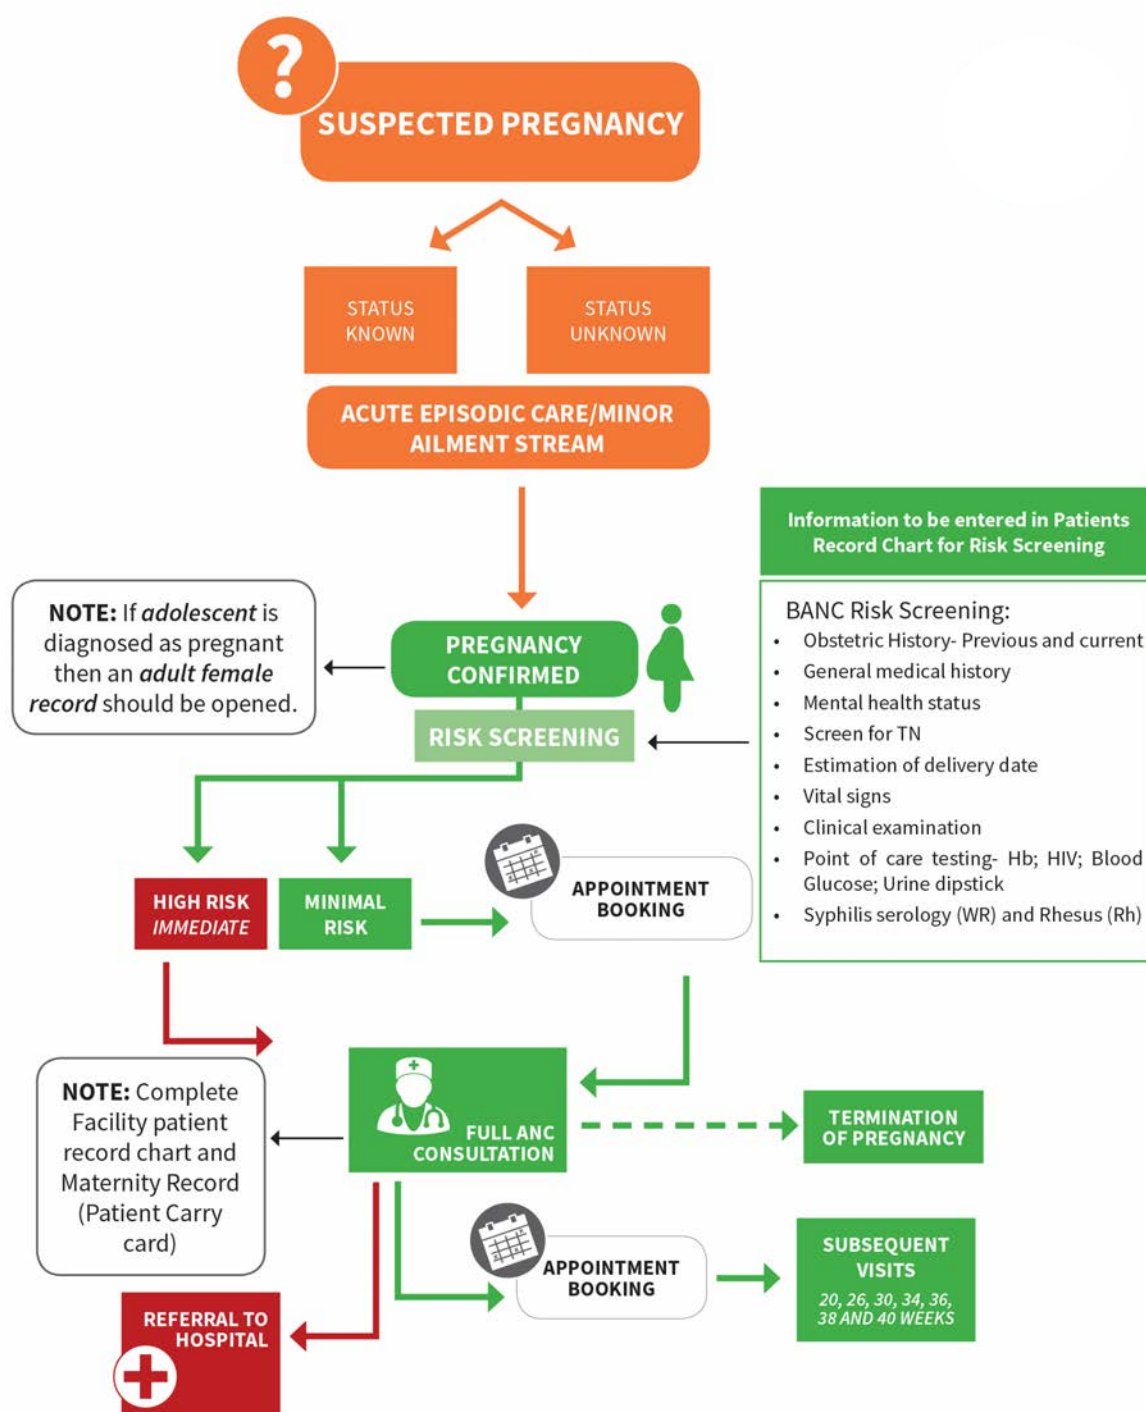 ?
SUSPECTED PREGNANCY
STATUS
KNOWN
STATUS
UNKNOWN
ACUTE EPISODIC CARE/MINOR
AILMENT STREAM
Information to be entered in Patients
Record Chart for Risk Screening
NOTE: If adolescent is
diagnosed as pregnant
then an adult female
record should be opened.
PREGNANCY
CONFIRMED
RISK SCREENING
BANC Risk Screening:
• Obstetric History- Previous and current
• General medical history
• Mental health status
• Screen for TN
• Estimation of delivery date
• Vital signs
• Clinical examination
• Point of care testing- Hb; HIV; Blood
Glucose; Urine dipstick
• Syphilis serology (WR) and Rhesus (Rh)
HIGH RISK
IMMEDIATE
MINIMAL
RISK
APPOINTMENT
BOOKING
NOTE: Complete
Facility patient
record chart and
Maternity Record
(Patient Carry
card)
FULL ANC
CONSULTATION
TERMINATION
OF PREGNANCY
APPOINTMENT
BOOKING
SUBSEQUENT
VISITS
20, 26, 30, 34, 36,
38 AND 40 WEEKS
REFERRAL TO
HOSPITAL